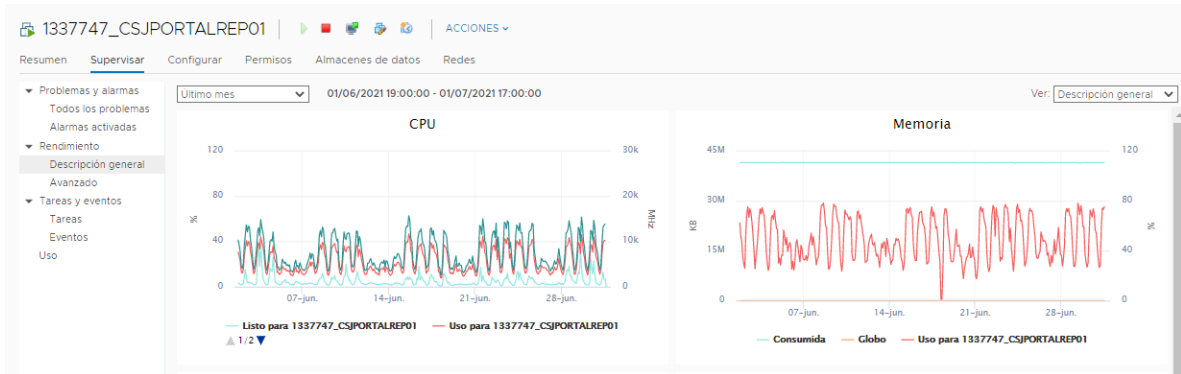 1337747_CSJPORTALREP01 ACCIONES
Resumen Supervisar Configurar Permisos Almacenes de datos Redes
Problemas y alarmas
Todos los problemas
Alarmas activadas
Rendimiento
Descripción general
Avanzado
Tareas y eventos
Tareas
Eventos
Uso
Último mes 01/06/2021 19:00:00 - 01/07/2021 17:00:00 Ver: Descripción general
CPU
120 30k
80 20k
% MHz
40 10k
0 0
07-jun. 14-jun. 21-jun. 28-jun.
Listo para 1337747_CSJPORTALREP01 Uso para 1337747_CSJPORTALREP01
1/2
Memoria
45M 120
30M 80
KB %
15M 40
0 0
07-jun. 14-jun. 21-jun. 28-jun.
Consumida Globo Uso para 1337747_CSJPORTALREP01